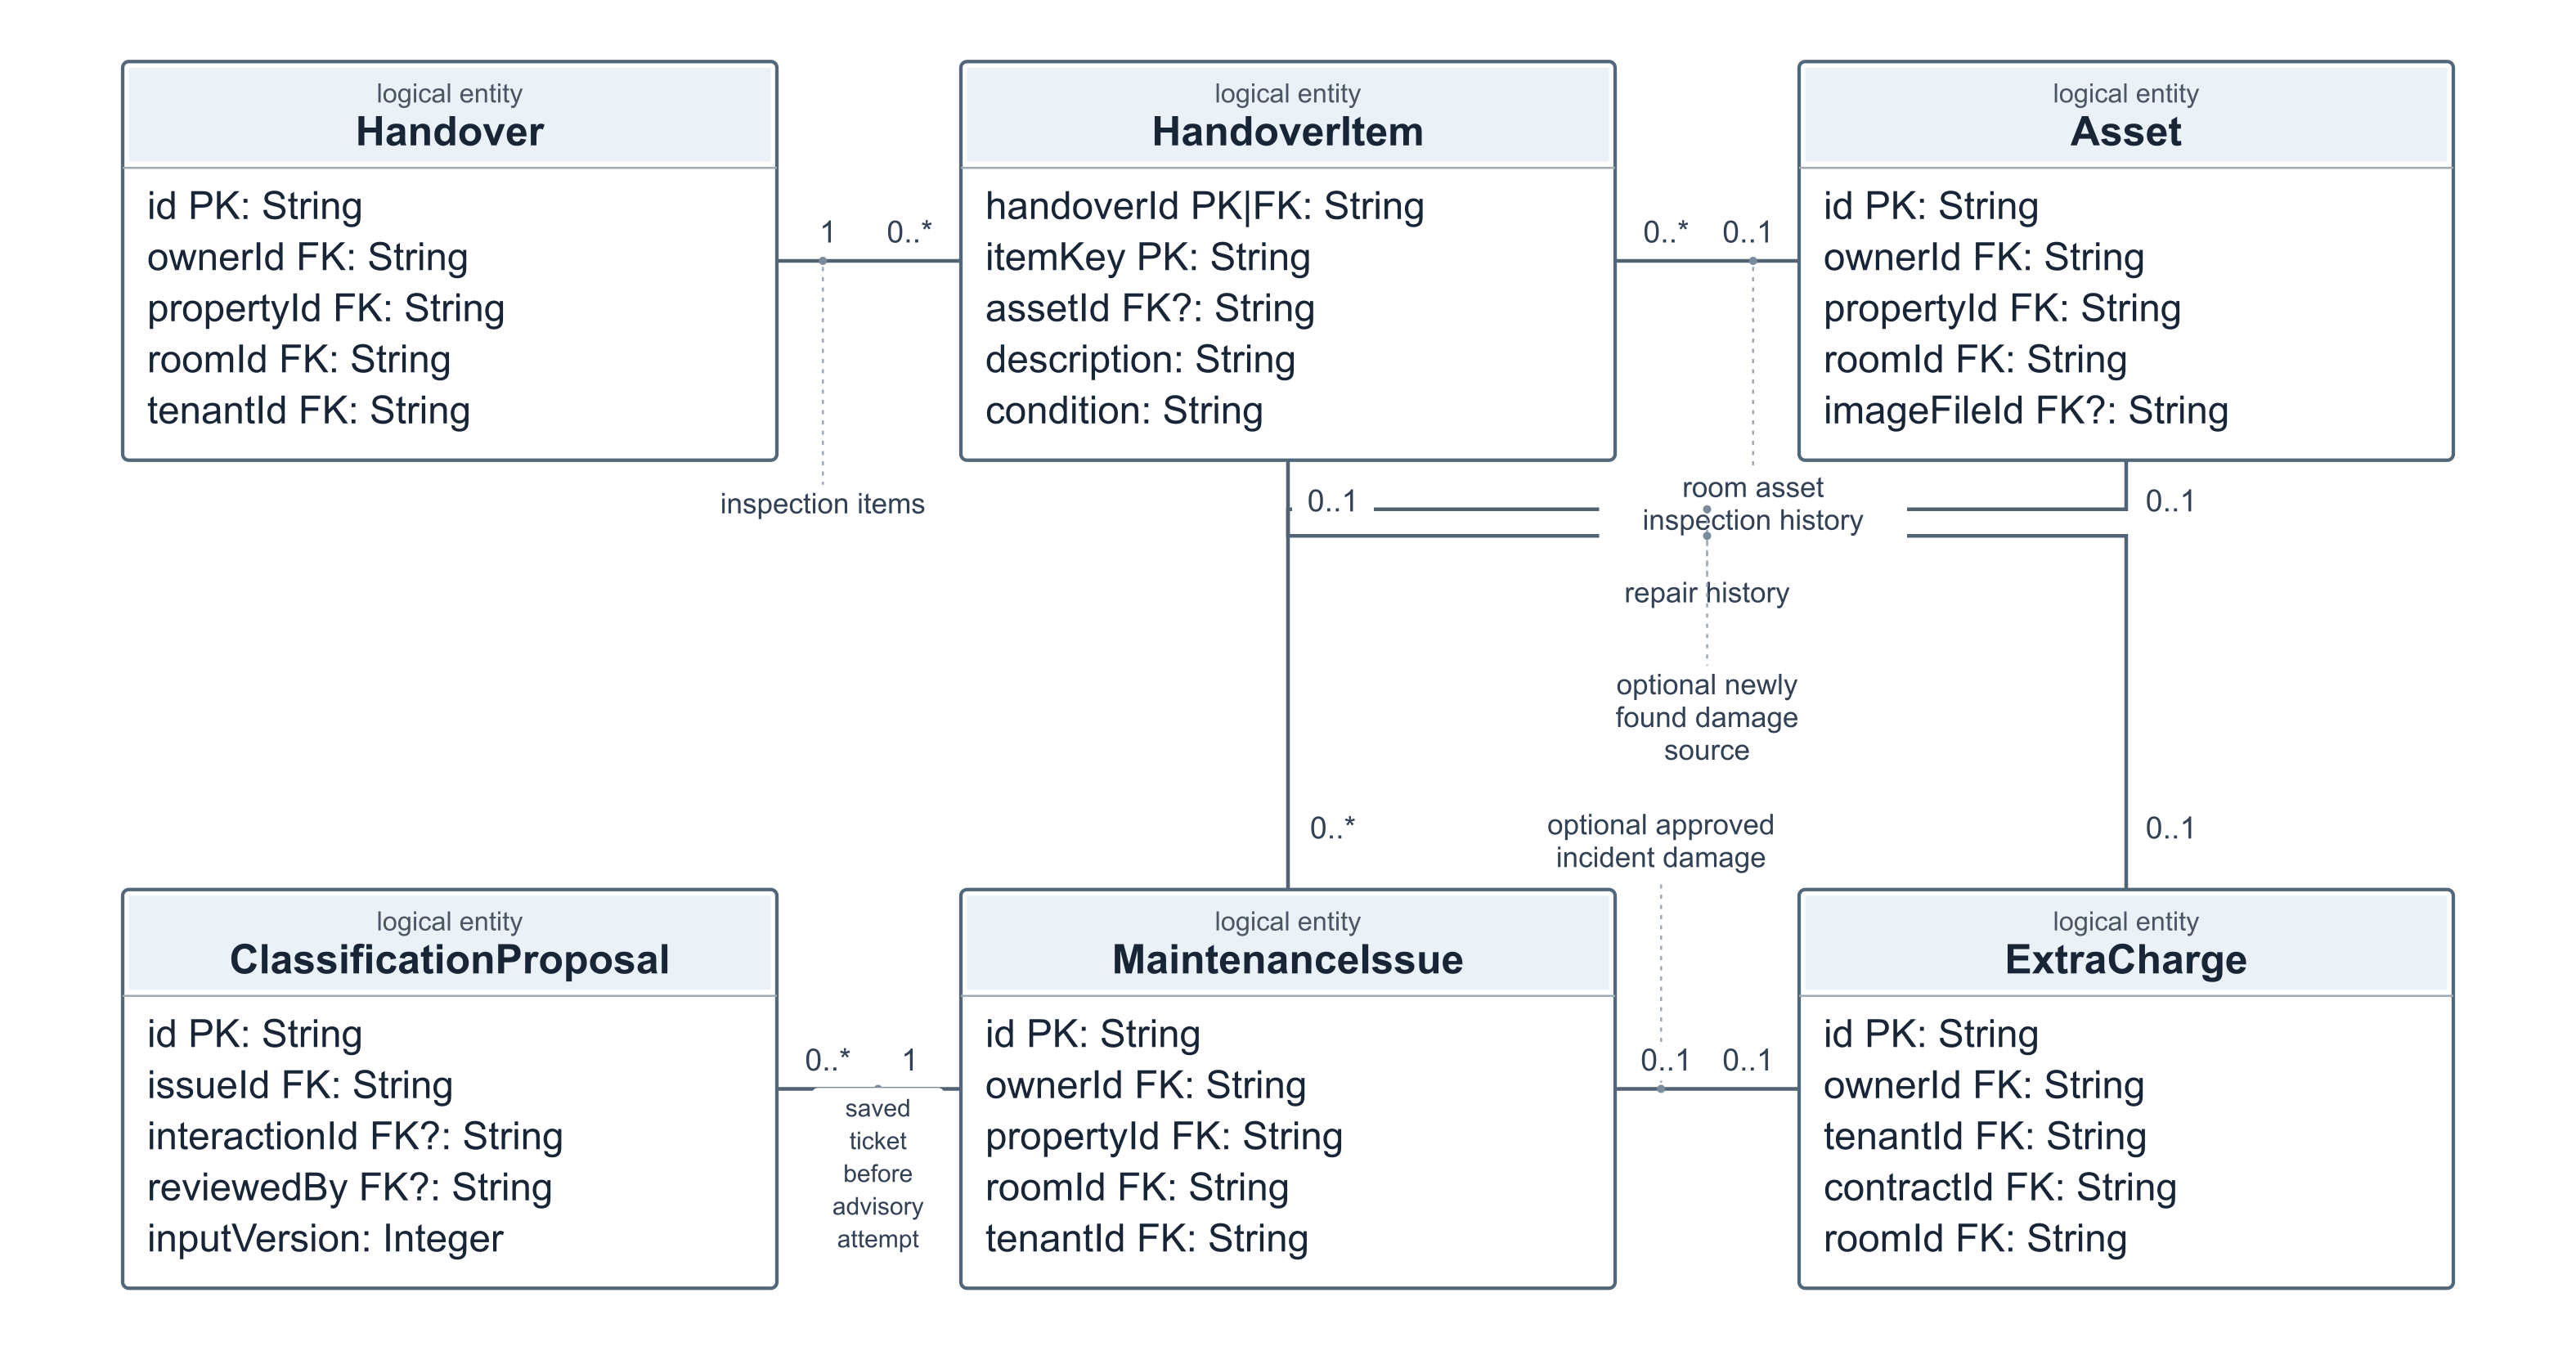 logical entity
Handover
id PK: String
ownerId FK: String
propertyId FK: String
roomId FK: String
tenantId FK: String
1
0..*
inspection items
logical entity
HandoverItem
handoverId PK|FK: String
itemKey PK: String
assetId FK?: String
description: String
condition: String
0..*
0..1
room asset
inspection history
logical entity
Asset
id PK: String
ownerId FK: String
propertyId FK: String
roomId FK: String
imageFileId FK?: String
0..1
0..1
repair history
optional newly
found damage
source
0..*
0..1
optional approved
incident damage
logical entity
ClassificationProposal
id PK: String
issueId FK: String
interactionId FK?: String
reviewedBy FK?: String
inputVersion: Integer
0..*
1
saved
ticket
before
advisory
attempt
logical entity
MaintenanceIssue
id PK: String
ownerId FK: String
propertyId FK: String
roomId FK: String
tenantId FK: String
0..1
0..1
logical entity
ExtraCharge
id PK: String
ownerId FK: String
tenantId FK: String
contractId FK: String
roomId FK: String